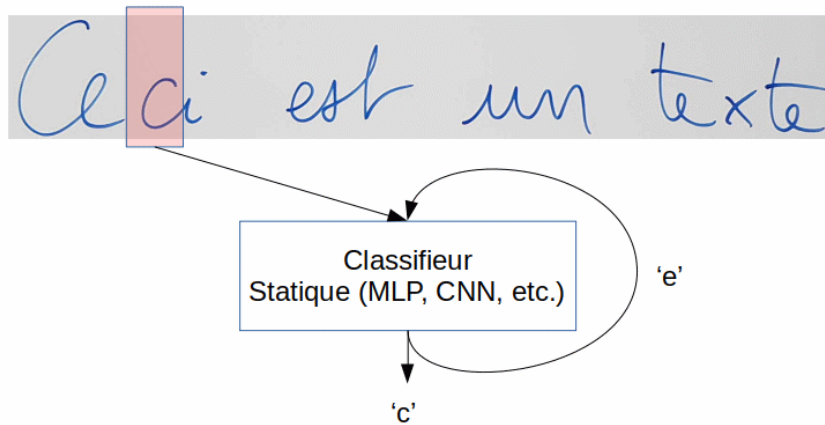 Ceci est un texte
Classifieur
Statique (MLP, CNN, etc.)
‘e’
‘c’